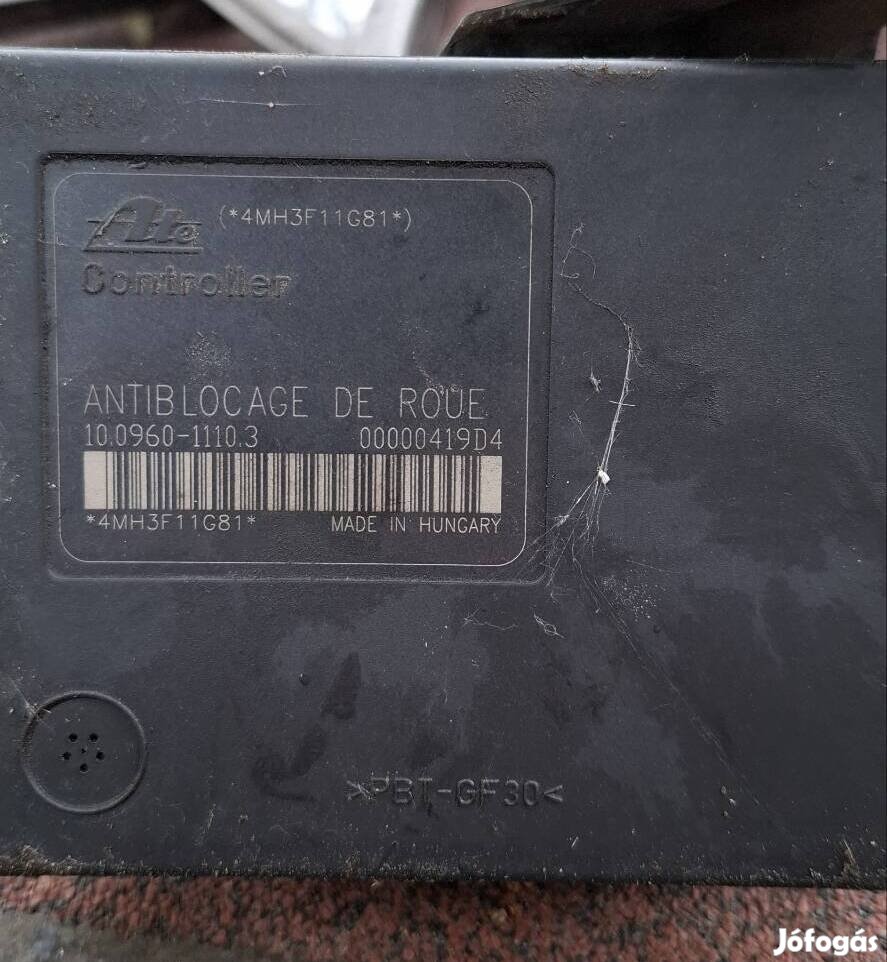 Ate (*4MH3F11G81*)
Controller
ANTIBLOCAGE DE ROUE
10.0960-1110.3 00000419D4
*4MH3F11G81* MADE IN HUNGARY
>PBT-GF30<
Jófogás